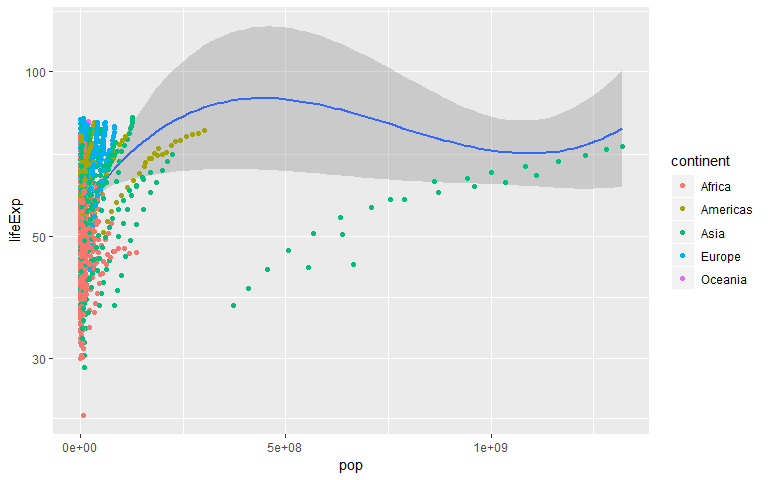 100
50
30
lifeExp
0e+00
5e+08
1e+09
pop
continent
Africa
Americas
Asia
Europe
Oceania